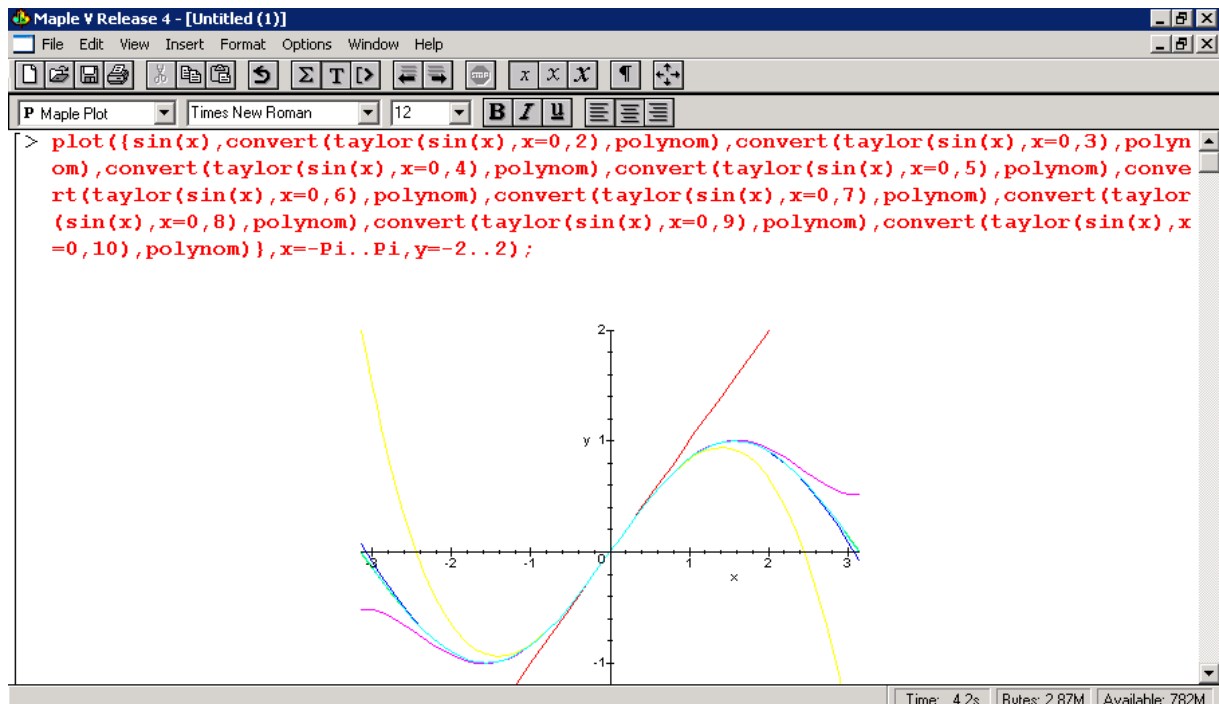 Maple V Release 4 - [Untitled (1)]
File Edit View Insert Format Options Window Help
Σ T [> STOP x x x ¶
P Maple Plot Times New Roman 12 B I u
> plot({sin(x),convert(taylor(sin(x),x=0,2),polynom),convert(taylor(sin(x),x=0,3),polyn
om),convert(taylor(sin(x),x=0,4),polynom),convert(taylor(sin(x),x=0,5),polynom),conve
rt(taylor(sin(x),x=0,6),polynom),convert(taylor(sin(x),x=0,7),polynom),convert(taylor
(sin(x),x=0,8),polynom),convert(taylor(sin(x),x=0,9),polynom),convert(taylor(sin(x),x
=0,10),polynom)},x=-Pi..Pi,y=-2..2);
2
y 1
-3 -2 -1 0 1 2 3
x
-1
Time: 4.2s Bytes: 2.87M Available: 782M